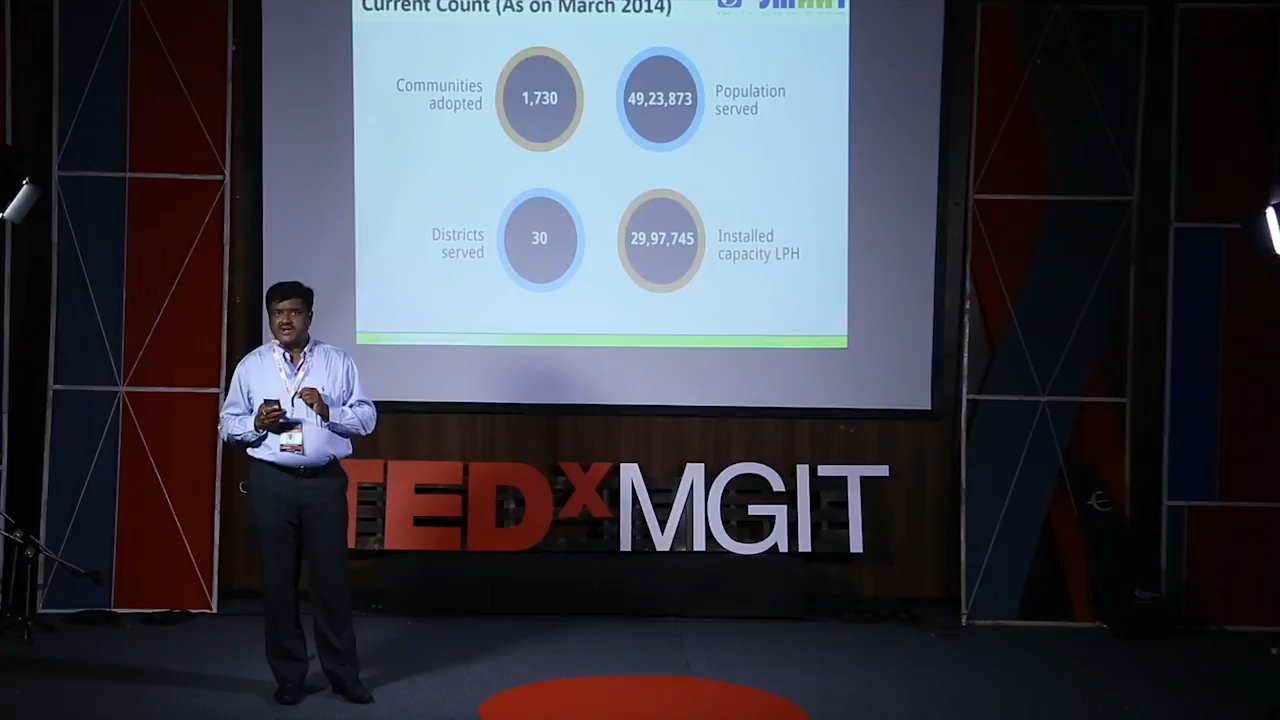 Current Count (As on March 2014)
Communities
adopted
1,730
49,23,873
Population
served
Districts
served
30
29,97,745
Installed
capacity LPH
TEDxMGIT